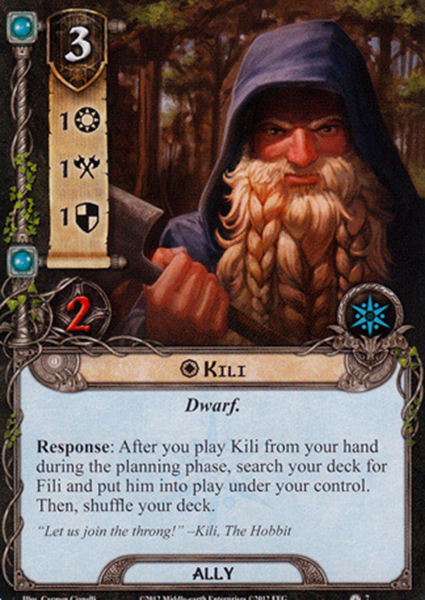 3
1
1
1
2
Kili
Dwarf.
Response: After you play Kili from your hand
during the planning phase, search your deck for
Fili and put him into play under your control.
Then, shuffle your deck.
“Let us join the throng!” –Kili, The Hobbit
ALLY
©2012 Middle-earth Enterprises ©2012 FFG
7